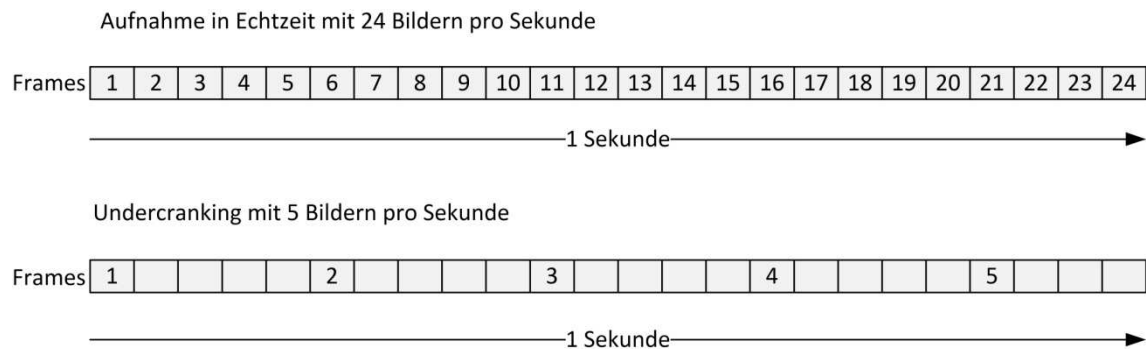 Aufnahme in Echtzeit mit 24 Bildern pro Sekunde
Frames 1 2 3 4 5 6 7 8 9 10 11 12 13 14 15 16 17 18 19 20 21 22 23 24
1 Sekunde
Undercranking mit 5 Bildern pro Sekunde
Frames 1 2 3 4 5
1 Sekunde